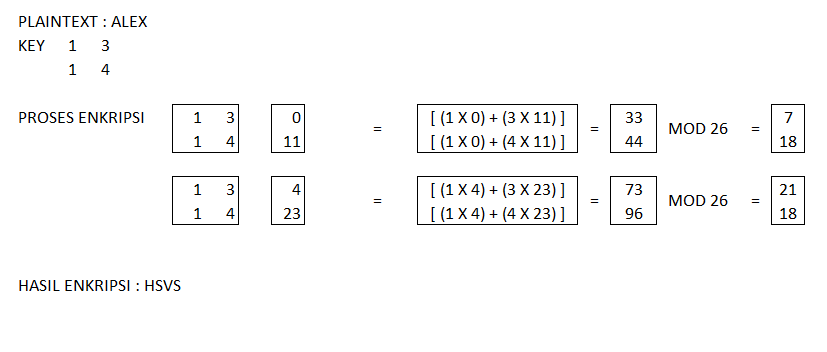 PLAINTEXT : ALEX
KEY 1 3
1 4
PROSES ENKRIPSI 1 3 0 = [ (1 X 0) + (3 X 11) ] = 33 MOD 26 = 7
1 4 11 [ (1 X 0) + (4 X 11) ] 44 18
1 3 4 = [ (1 X 4) + (3 X 23) ] = 73 MOD 26 = 21
1 4 23 [ (1 X 4) + (4 X 23) ] 96 18
HASIL ENKRIPSI : HSVS